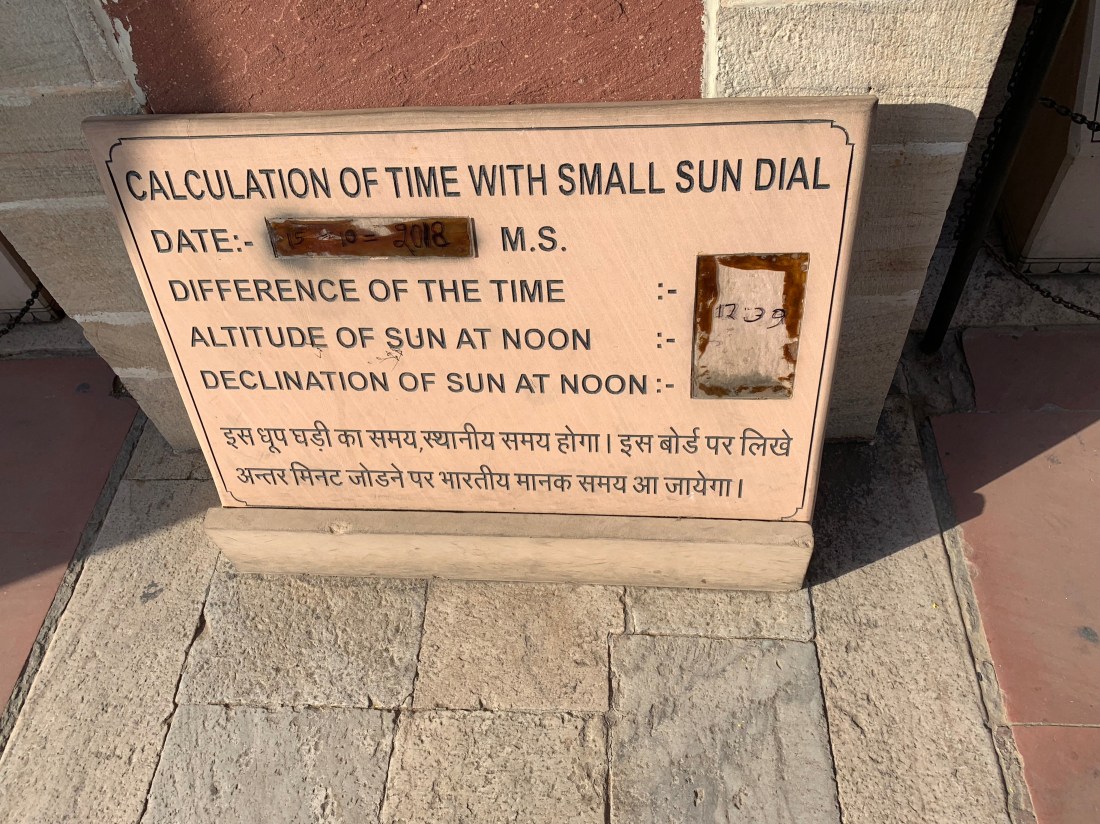 CALCULATION OF TIME WITH SMALL SUN DIAL
DATE:- 15 - 10 = 2018 M.S.
DIFFERENCE OF THE TIME :-
17 39
ALTITUDE OF SUN AT NOON :-
DECLINATION OF SUN AT NOON :-
इस धूप घड़ी का समय,स्थानीय समय होगा। इस बोर्ड पर लिखे
अन्तर मिनट जोडने पर भारतीय मानक समय आ जायेगा।